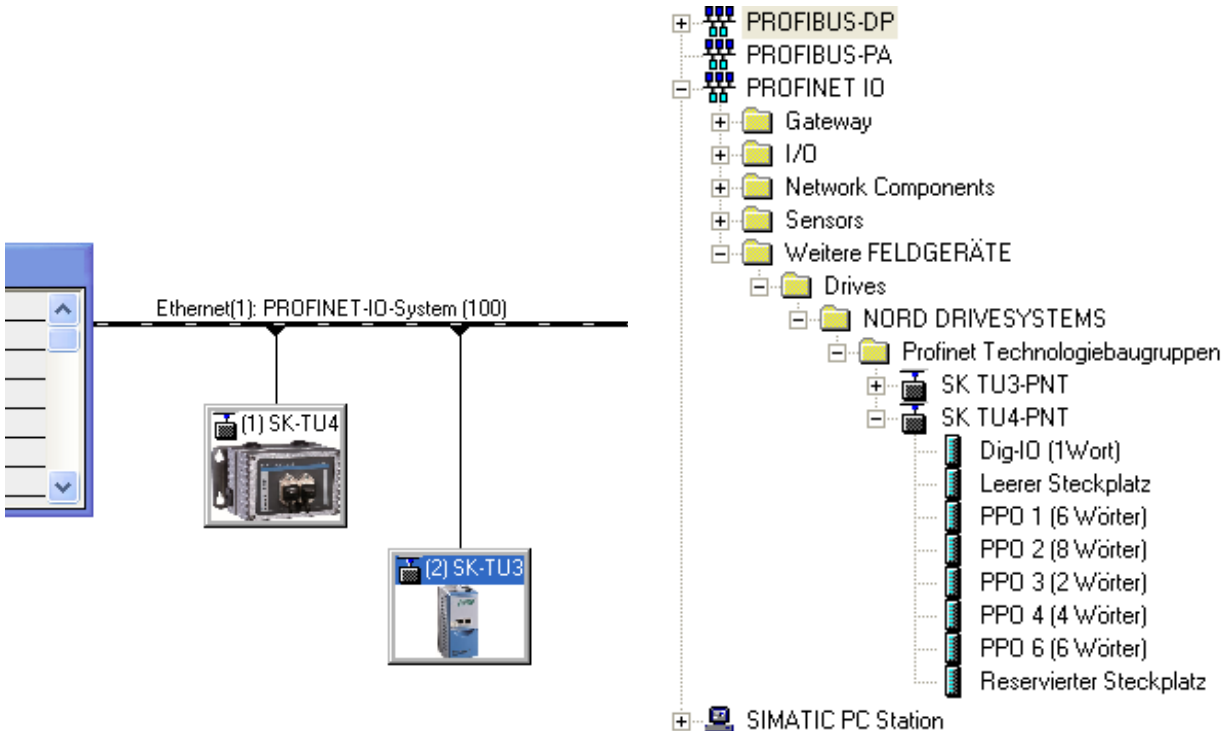 Ethernet(1): PROFINET-IO-System (100)
(1) SK-TU4
(2) SK-TU3
PROFIBUS-DP
PROFIBUS-PA
PROFINET IO
Gateway
I/O
Network Components
Sensors
Weitere FELDGERÄTE
Drives
NORD DRIVESYSTEMS
Profinet Technologiebaugruppen
SK TU3-PNT
SK TU4-PNT
Dig-IO (1Wort)
Leerer Steckplatz
PPO 1 (6 Wörter)
PPO 2 (8 Wörter)
PPO 3 (2 Wörter)
PPO 4 (4 Wörter)
PPO 6 (6 Wörter)
Reservierter Steckplatz
SIMATIC PC Station